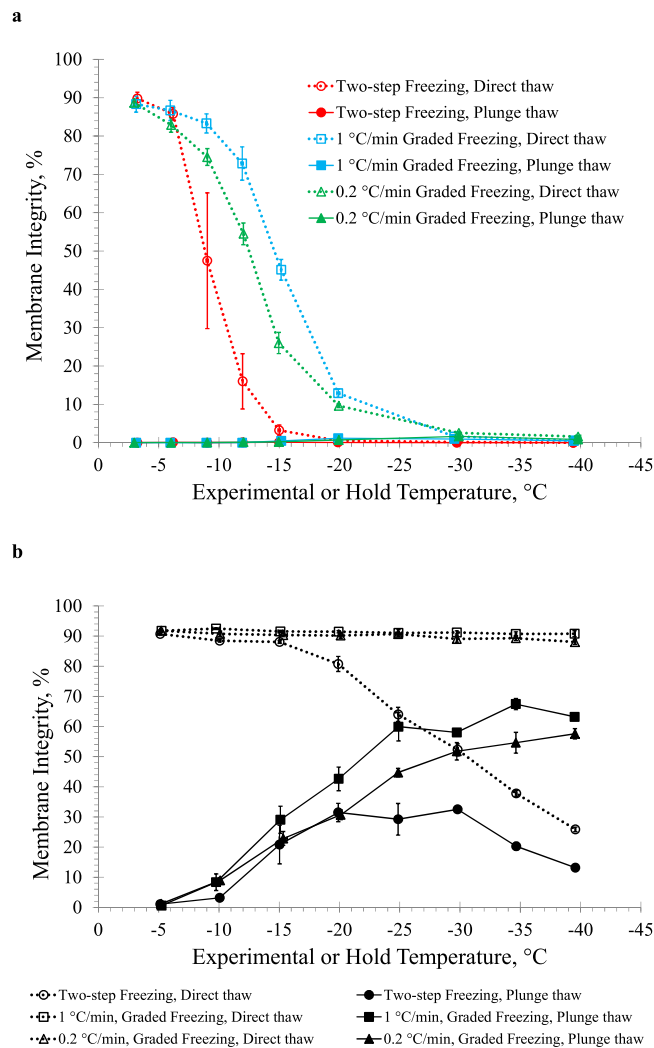 a
100
90
80
70
60
50
40
30
20
10
0
Membrane Integrity, %
Two-step Freezing, Direct thaw
Two-step Freezing, Plunge thaw
1 °C/min Graded Freezing, Direct thaw
1 °C/min Graded Freezing, Plunge thaw
0.2 °C/min Graded Freezing, Direct thaw
0.2 °C/min Graded Freezing, Plunge thaw
0 -5 -10 -15 -20 -25 -30 -35 -40 -45
Experimental or Hold Temperature, °C
b
100
90
80
70
60
50
40
30
20
10
0
Membrane Integrity, %
0 -5 -10 -15 -20 -25 -30 -35 -40 -45
Experimental or Hold Temperature, °C
Two-step Freezing, Direct thaw Two-step Freezing, Plunge thaw
1 °C/min, Graded Freezing, Direct thaw 1 °C/min, Graded Freezing, Plunge thaw
0.2 °C/min, Graded Freezing, Direct thaw 0.2 °C/min, Graded Freezing, Plunge thaw